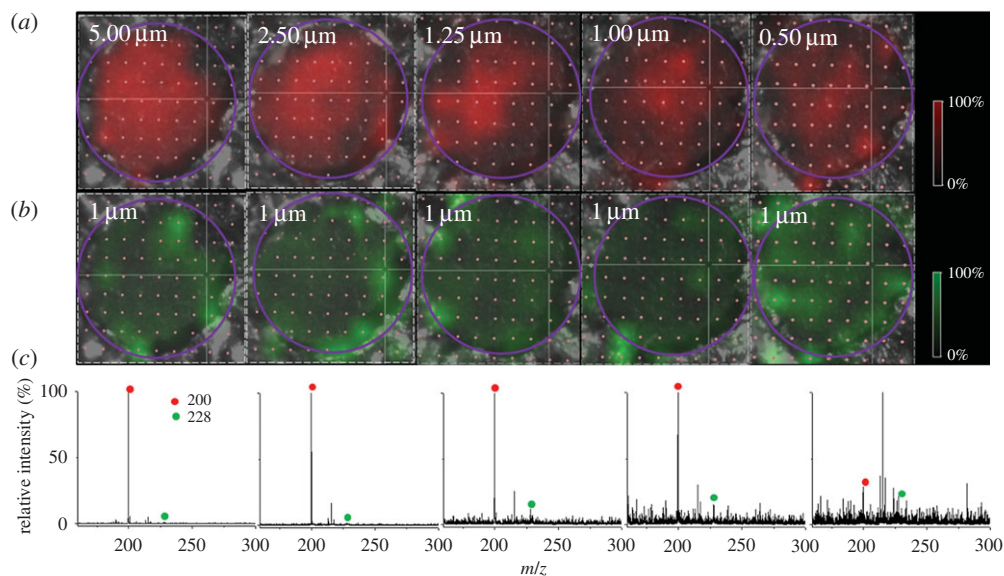 (a)
5.00 µm 2.50 µm 1.25 µm 1.00 µm 0.50 µm
100%
0%
(b)
1 µm 1 µm 1 µm 1 µm 1 µm
100%
0%
(c)
relative intensity (%)
100
50
0
200
228
200 250 300 200 250 300 200 250 300 200 250 300 200 250 300
m/z